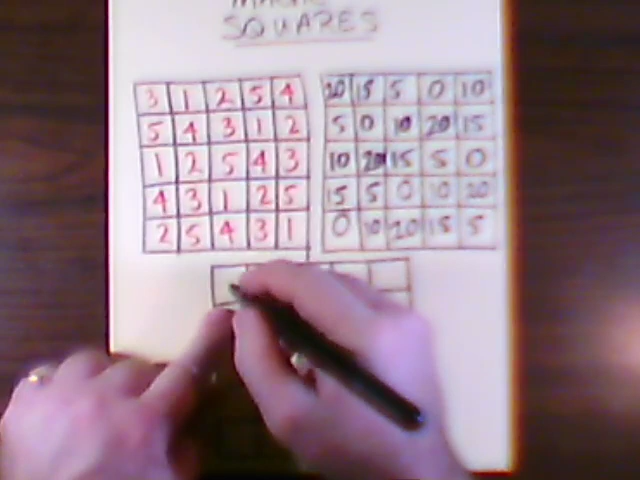 SQUARES
3 1 2 5 4
5 4 3 1 2
1 2 5 4 3
4 3 1 2 5
2 5 4 3 1
20 15 5 0 10
5 0 10 20 15
10 20 15 5 0
15 5 0 10 20
0 10 20 15 5